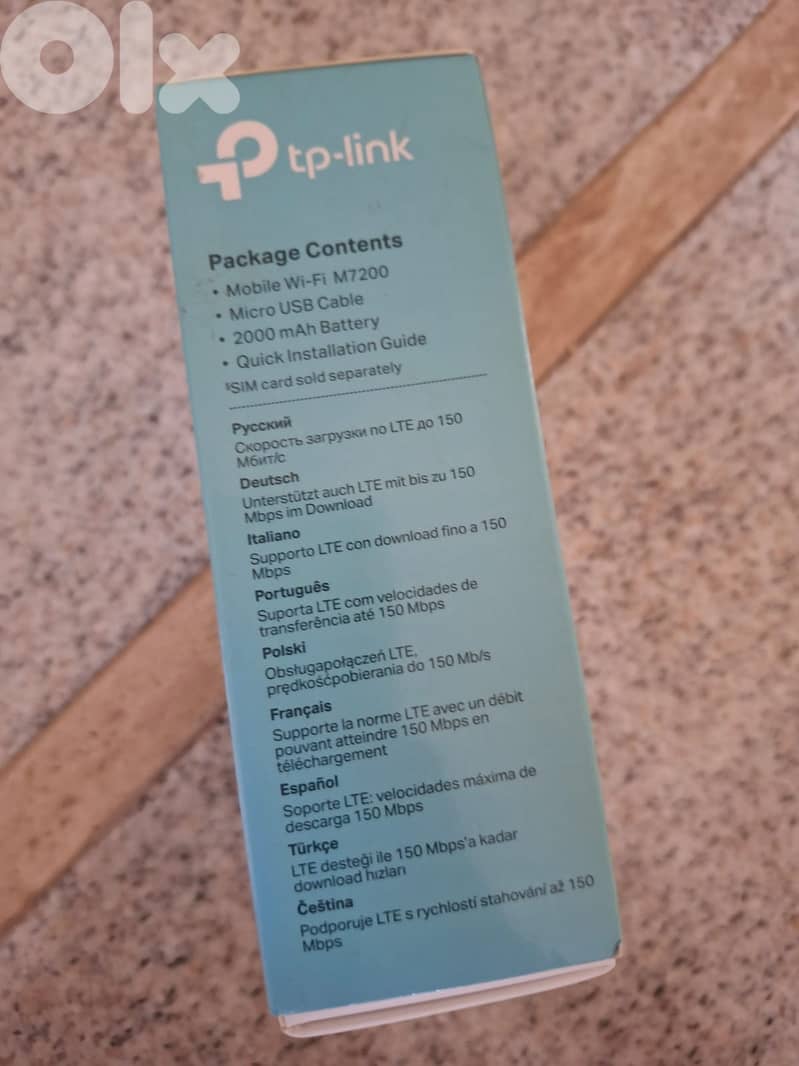 olx
tp-link
Package Contents
• Mobile Wi-Fi M7200
• Micro USB Cable
• 2000 mAh Battery
• Quick Installation Guide
*SIM card sold separately
Русский
Скорость загрузки по LTE до 150
Мбит/с
Deutsch
Unterstützt auch LTE mit bis zu 150
Mbps im Download
Italiano
Supporto LTE con download fino a 150
Mbps
Português
Suporta LTE com velocidades de
transferência até 150 Mbps
Polski
Obsługapołączeń LTE,
prędkośćpobierania do 150 Mb/s
Français
Supporte la norme LTE avec un débit
pouvant atteindre 150 Mbps en
téléchargement
Español
Soporte LTE: velocidades máxima de
descarga 150 Mbps
Türkçe
LTE desteği ile 150 Mbps'a kadar
download hızları
Čeština
Podporuje LTE s rychlostí stahování až 150
Mbps